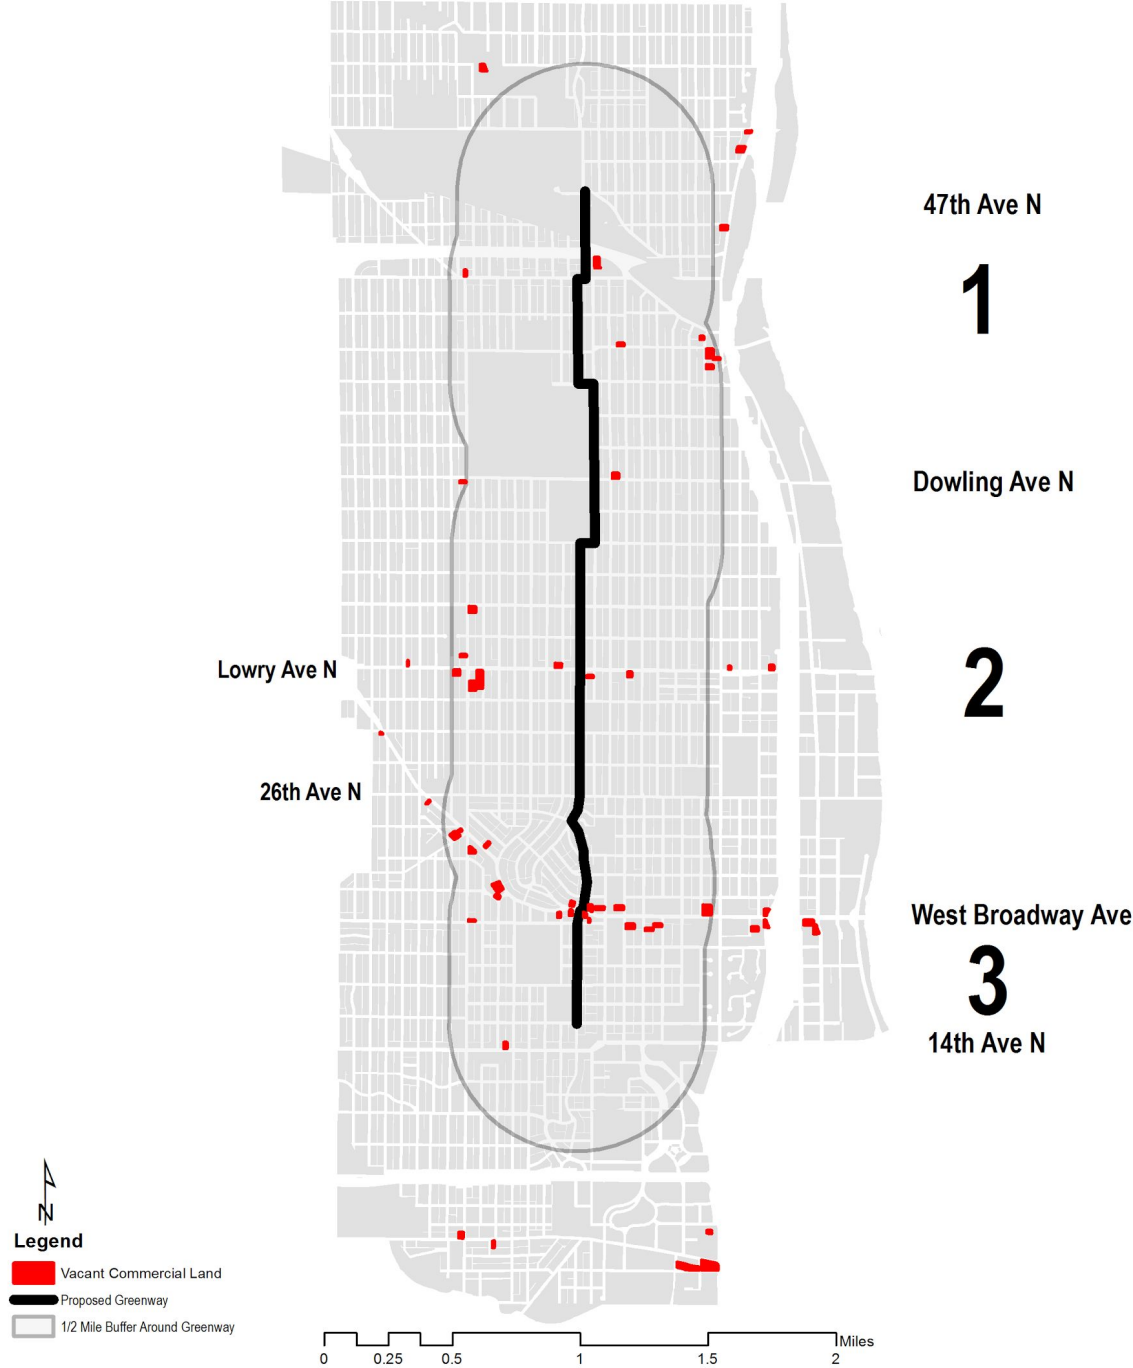 47th Ave N
1
Dowling Ave N
Lowry Ave N
2
26th Ave N
West Broadway Ave
3
14th Ave N
N
Legend
Vacant Commercial Land
Proposed Greenway
1/2 Mile Buffer Around Greenway
Miles
0 0.25 0.5 1 1.5 2